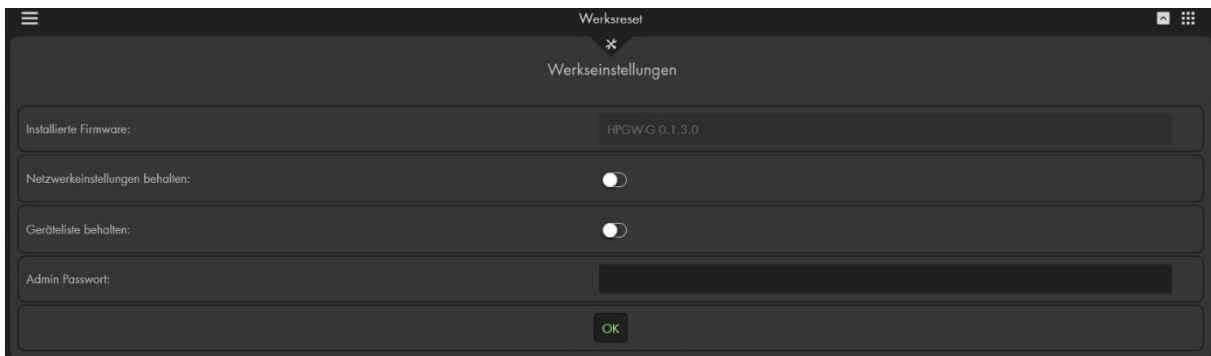 Werksreset
Werkseinstellungen
Installierte Firmware: HPGW-G 0.1.3.0
Netzwerkeinstellungen behalten:
Geräteliste behalten:
Admin Passwort:
OK